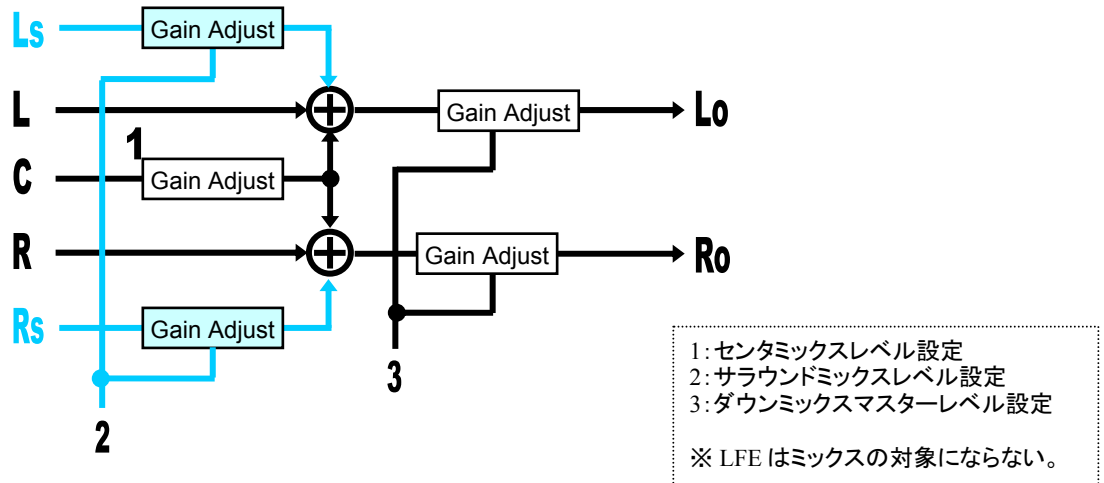 Ls
Gain Adjust
L
Gain Adjust
Lo
1
C
Gain Adjust
R
Gain Adjust
Ro
Rs
Gain Adjust
3
2
1:センタミックスレベル設定
2:サラウンドミックスレベル設定
3:ダウンミックスマスターレベル設定
※ LFE はミックスの対象にならない。